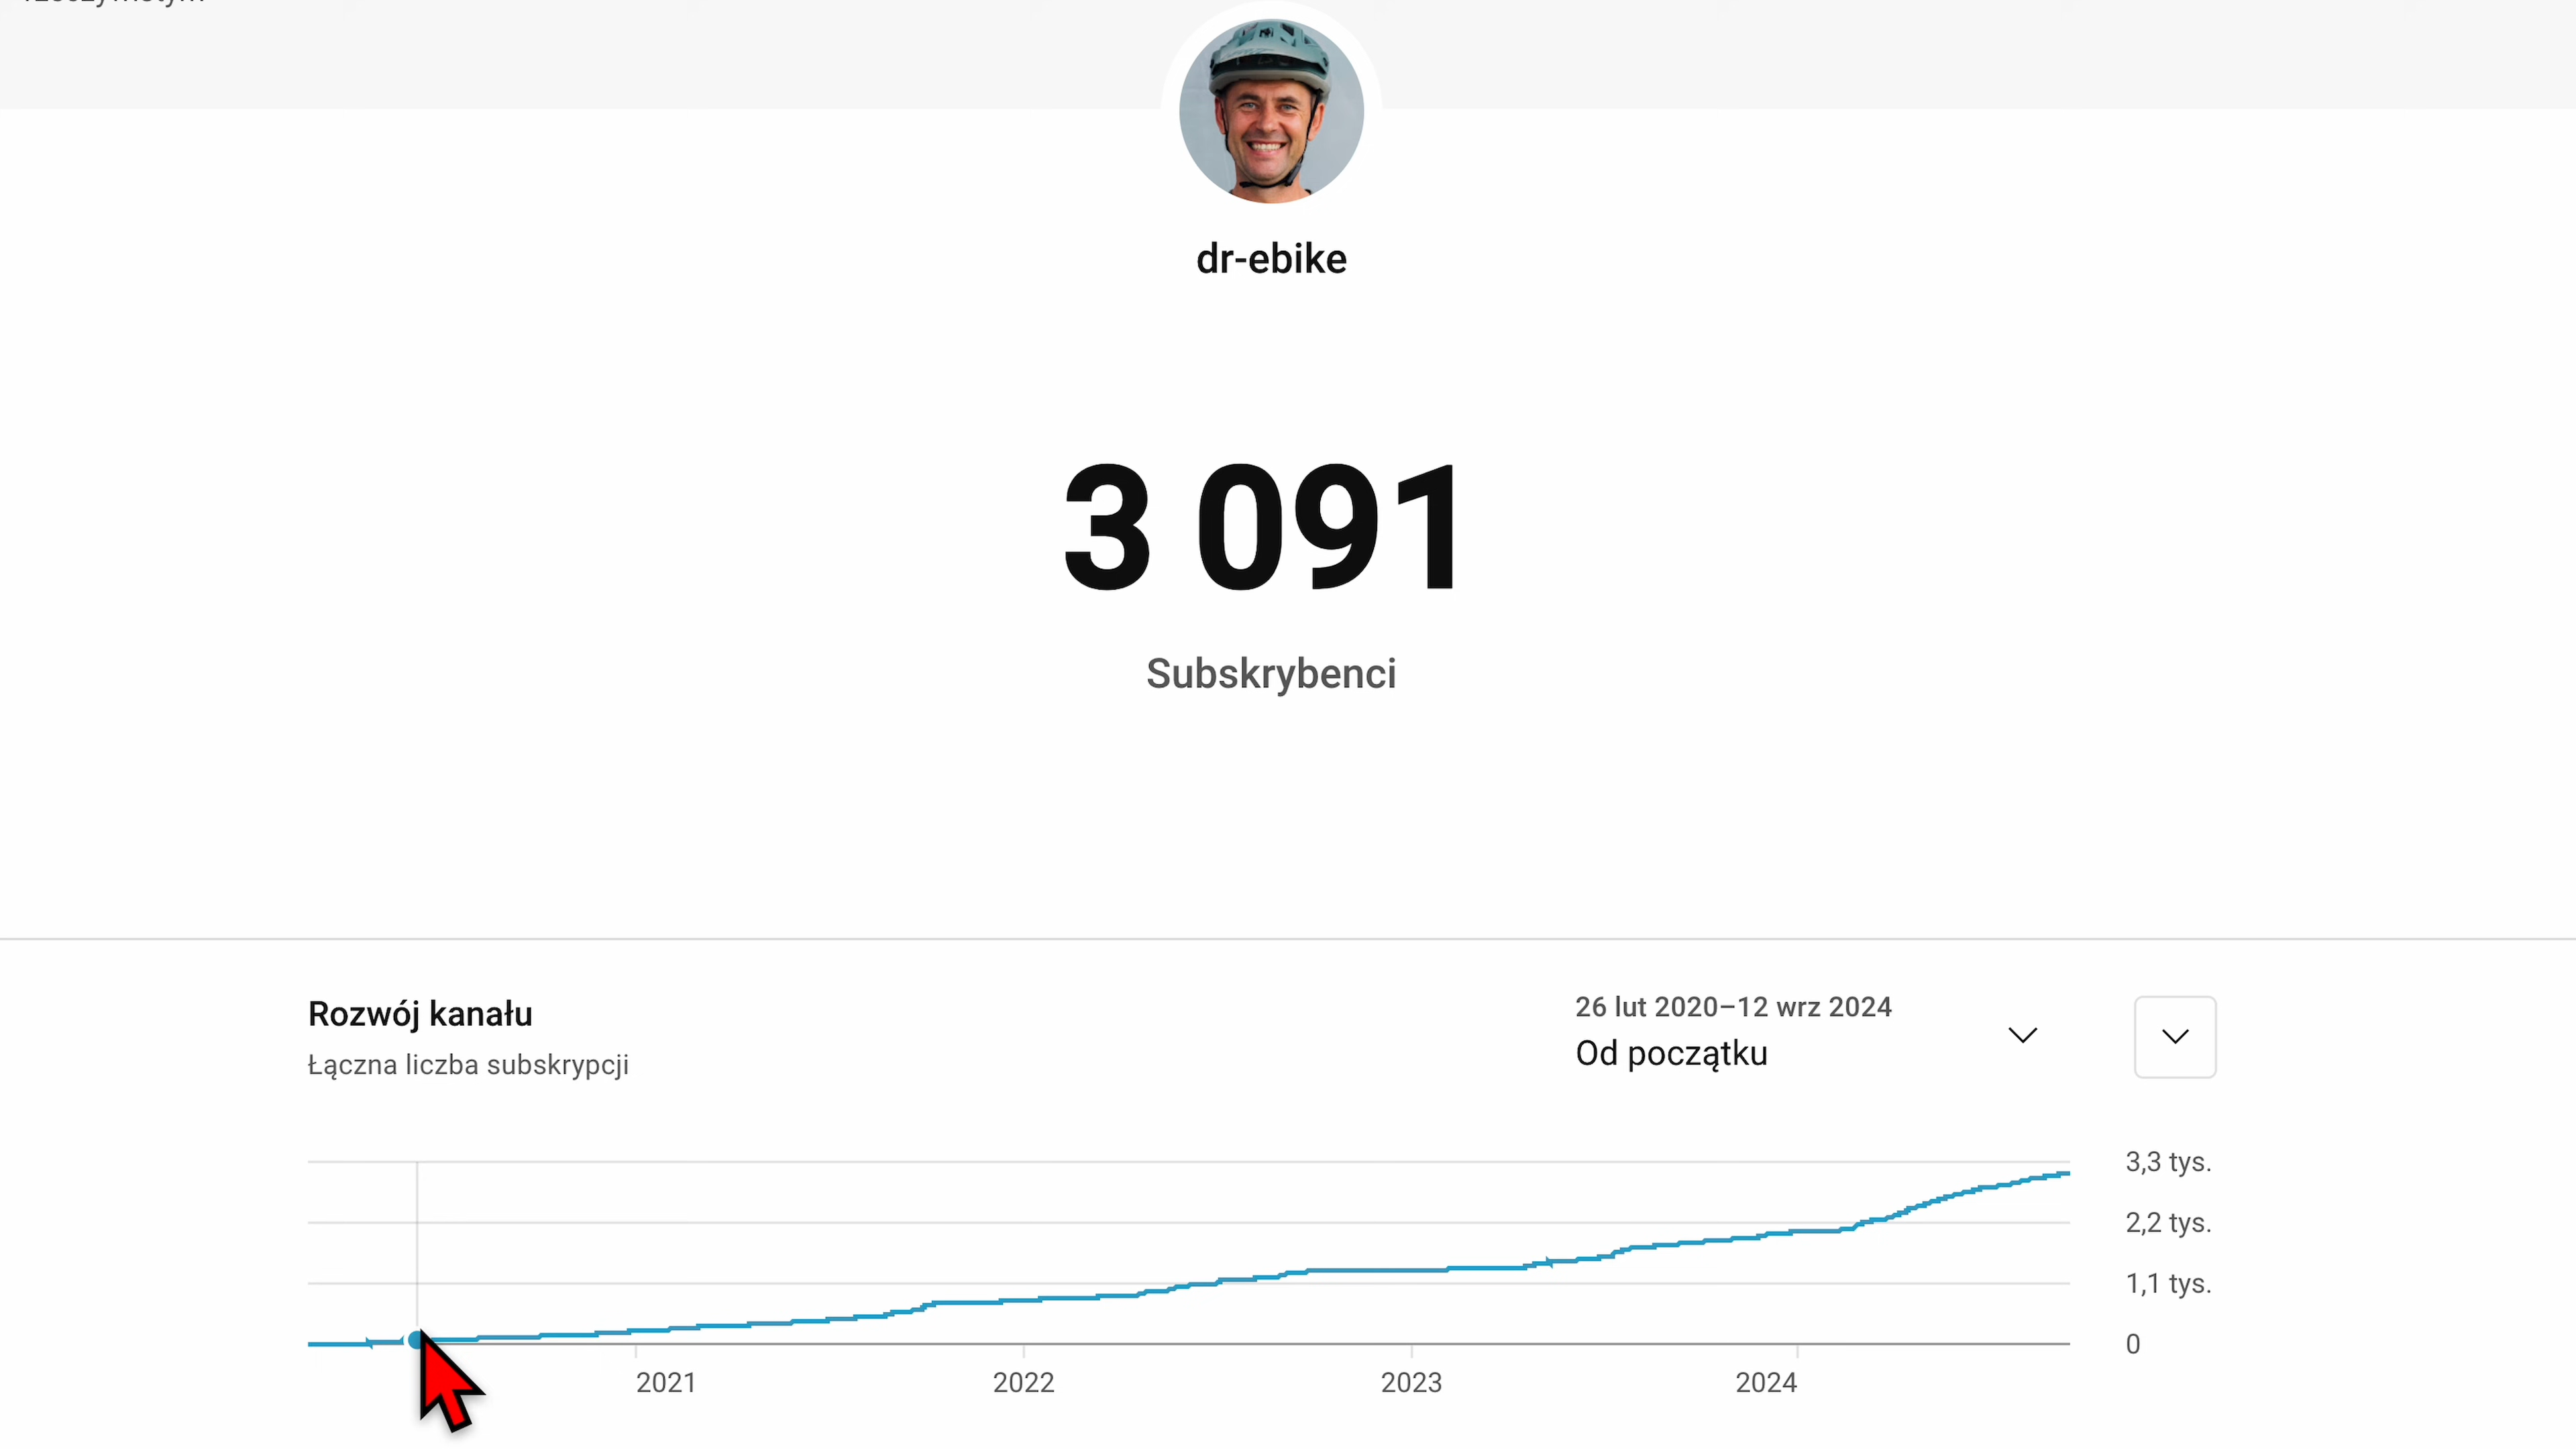 dr-ebike
3 091
Subskrybenci
Rozwój kanału
Łączna liczba subskrypcji
26 lut 2020–12 wrz 2024
Od początku
3,3 tys.
2,2 tys.
1,1 tys.
0
2021
2022
2023
2024